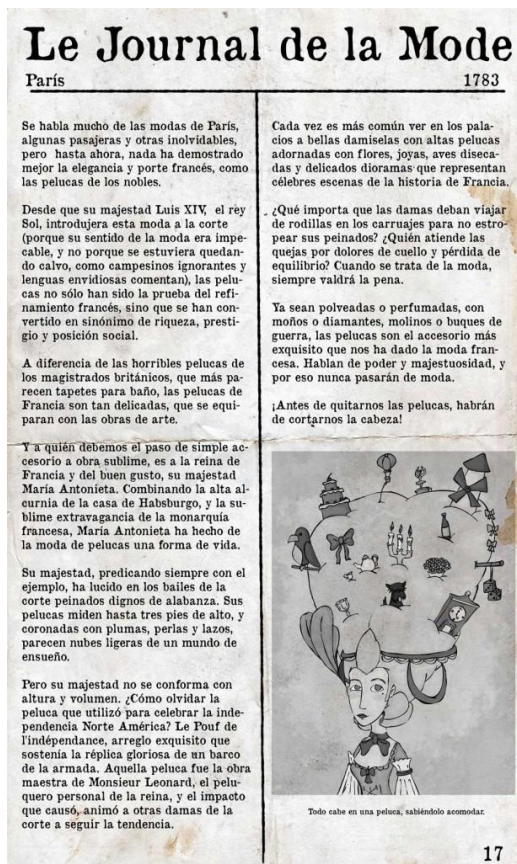 Le Journal de la Mode
París
1783
Se habla mucho de las modas de París,
algunas pasajeras y otras inolvidables,
pero hasta ahora, nada ha demostrado
mejor la elegancia y porte francés, como
las pelucas de los nobles.
Desde que su majestad Luis XIV, el rey
Sol, introdujera esta moda a la corte
(porque su sentido de la moda era impe-
cable, y no porque se estuviera quedan-
do calvo, como campesinos ignorantes y
lenguas envidiosas comentan), las pelu-
cas no sólo han sido la prueba del refi-
namiento francés, sino que se han con-
vertido en sinónimo de riqueza, presti-
gio y posición social.
A diferencia de las horribles pelucas de
los magistrados británicos, que más pa-
recen tapetes para baño, las pelucas de
Francia son tan delicadas, que se equi-
paran con las obras de arte.
Y a quién debemos el paso de simple ac-
cesorio a obra sublime, es a la reina de
Francia y del buen gusto, su majestad
María Antonieta. Combinando la alta al-
curnia de la casa de Habsburgo, y la su-
blime extravagancia de la monarquía
francesa, María Antonieta ha hecho de
la moda de pelucas una forma de vida.
Su majestad, predicando siempre con el
ejemplo, ha lucido en los bailes de la
corte peinados dignos de alabanza. Sus
pelucas miden hasta tres pies de alto, y
coronadas con plumas, perlas y lazos,
parecen nubes ligeras de un mundo de
ensueño.
Pero su majestad no se conforma con
altura y volumen. ¿Cómo olvidar la
peluca que utilizó para celebrar la inde-
pendencia Norte América? Le Pouf de
l'indépendance, arreglo exquisito que
sostenía la réplica gloriosa de un barco
de la armada. Aquella peluca fue la obra
maestra de Monsieur Leonard, el pelu-
quero personal de la reina, y el impacto
que causó, animó a otras damas de la
corte a seguir la tendencia.
Cada vez es más común ver en los pala-
cios a bellas damiselas con altas pelucas
adornadas con flores, joyas, aves diseca-
das y delicados dioramas que representan
célebres escenas de la historia de Francia.
¿Qué importa que las damas deban viajar
de rodillas en los carruajes para no estro-
pear sus peinados? ¿Quién atiende las
quejas por dolores de cuello y pérdida de
equilibrio? Cuando se trata de la moda,
siempre valdrá la pena.
Ya sean polveadas o perfumadas, con
moños o diamantes, molinos o buques de
guerra, las pelucas son el accesorio más
exquisito que nos ha dado la moda fran-
cesa. Hablan de poder y majestuosidad, y
por eso nunca pasarán de moda.
¡Antes de quitarnos las pelucas, habrán
de cortarnos la cabeza!
Todo cabe en una peluca, sabiéndolo acomodar.
17